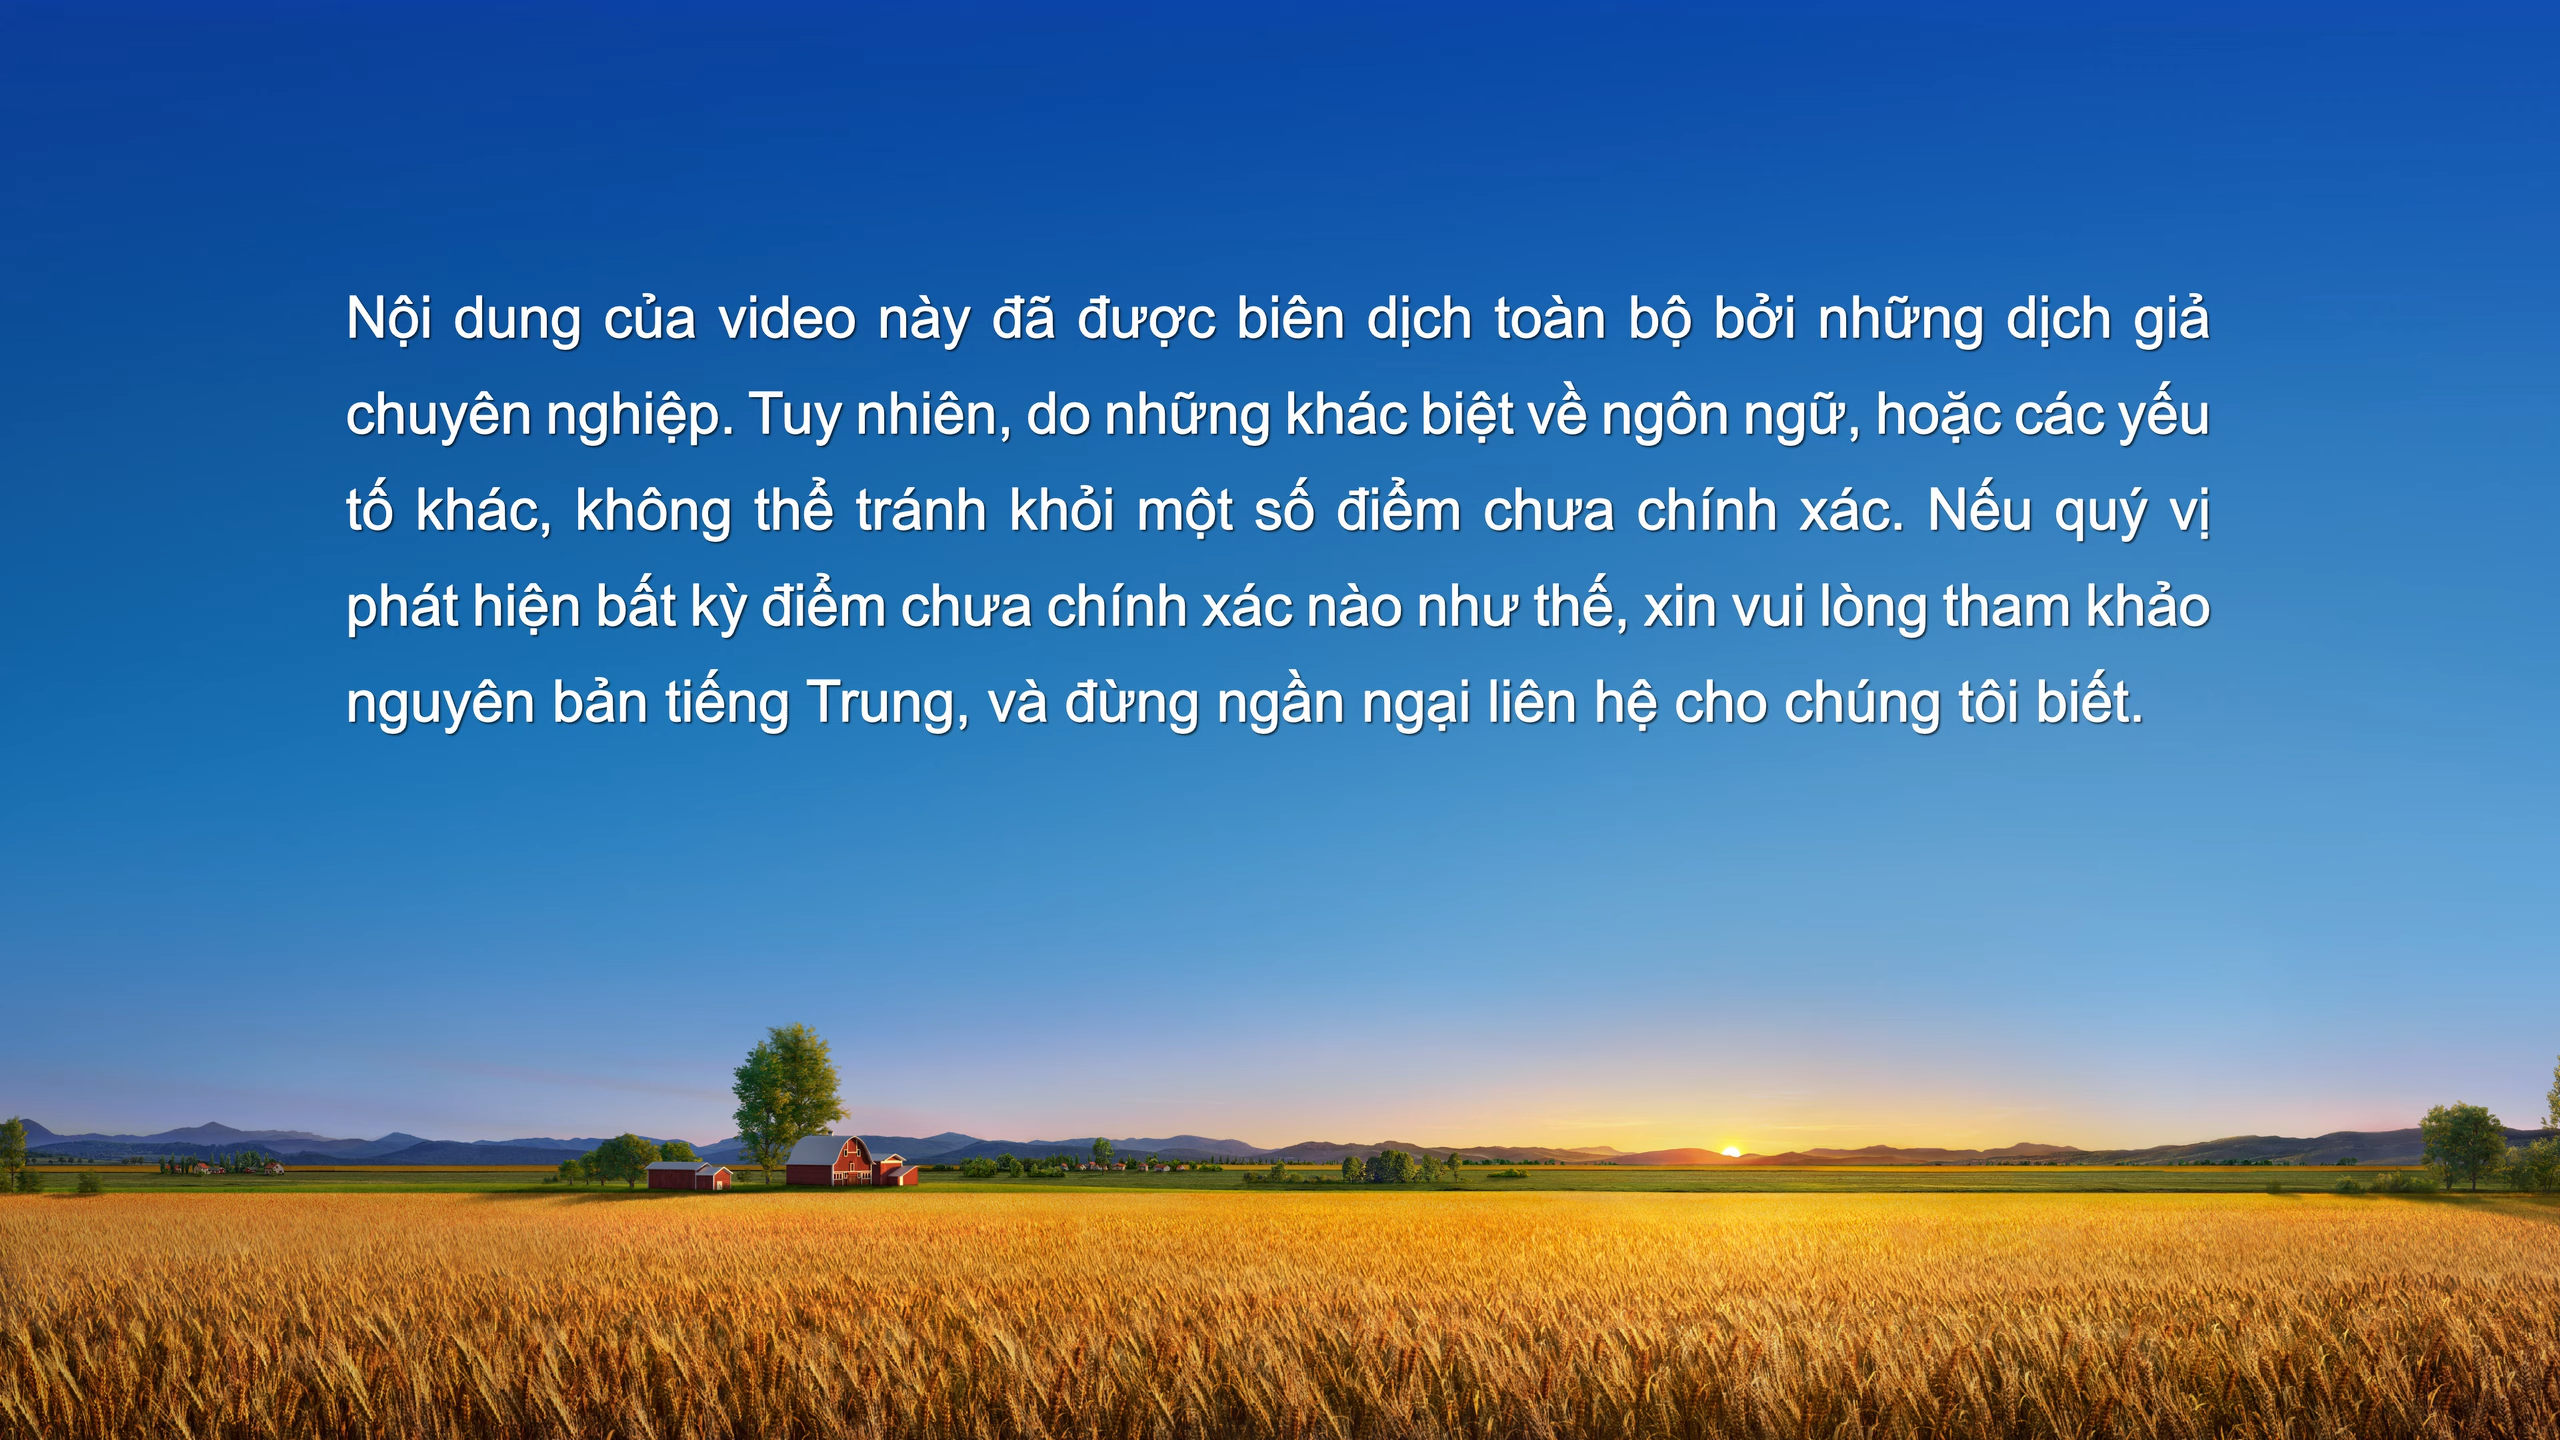 Nội dung của video này đã được biên dịch toàn bộ bởi những dịch giả
chuyên nghiệp. Tuy nhiên, do những khác biệt về ngôn ngữ, hoặc các yếu
tố khác, không thể tránh khỏi một số điểm chưa chính xác. Nếu quý vị
phát hiện bất kỳ điểm chưa chính xác nào như thế, xin vui lòng tham khảo
nguyên bản tiếng Trung, và đừng ngần ngại liên hệ cho chúng tôi biết.